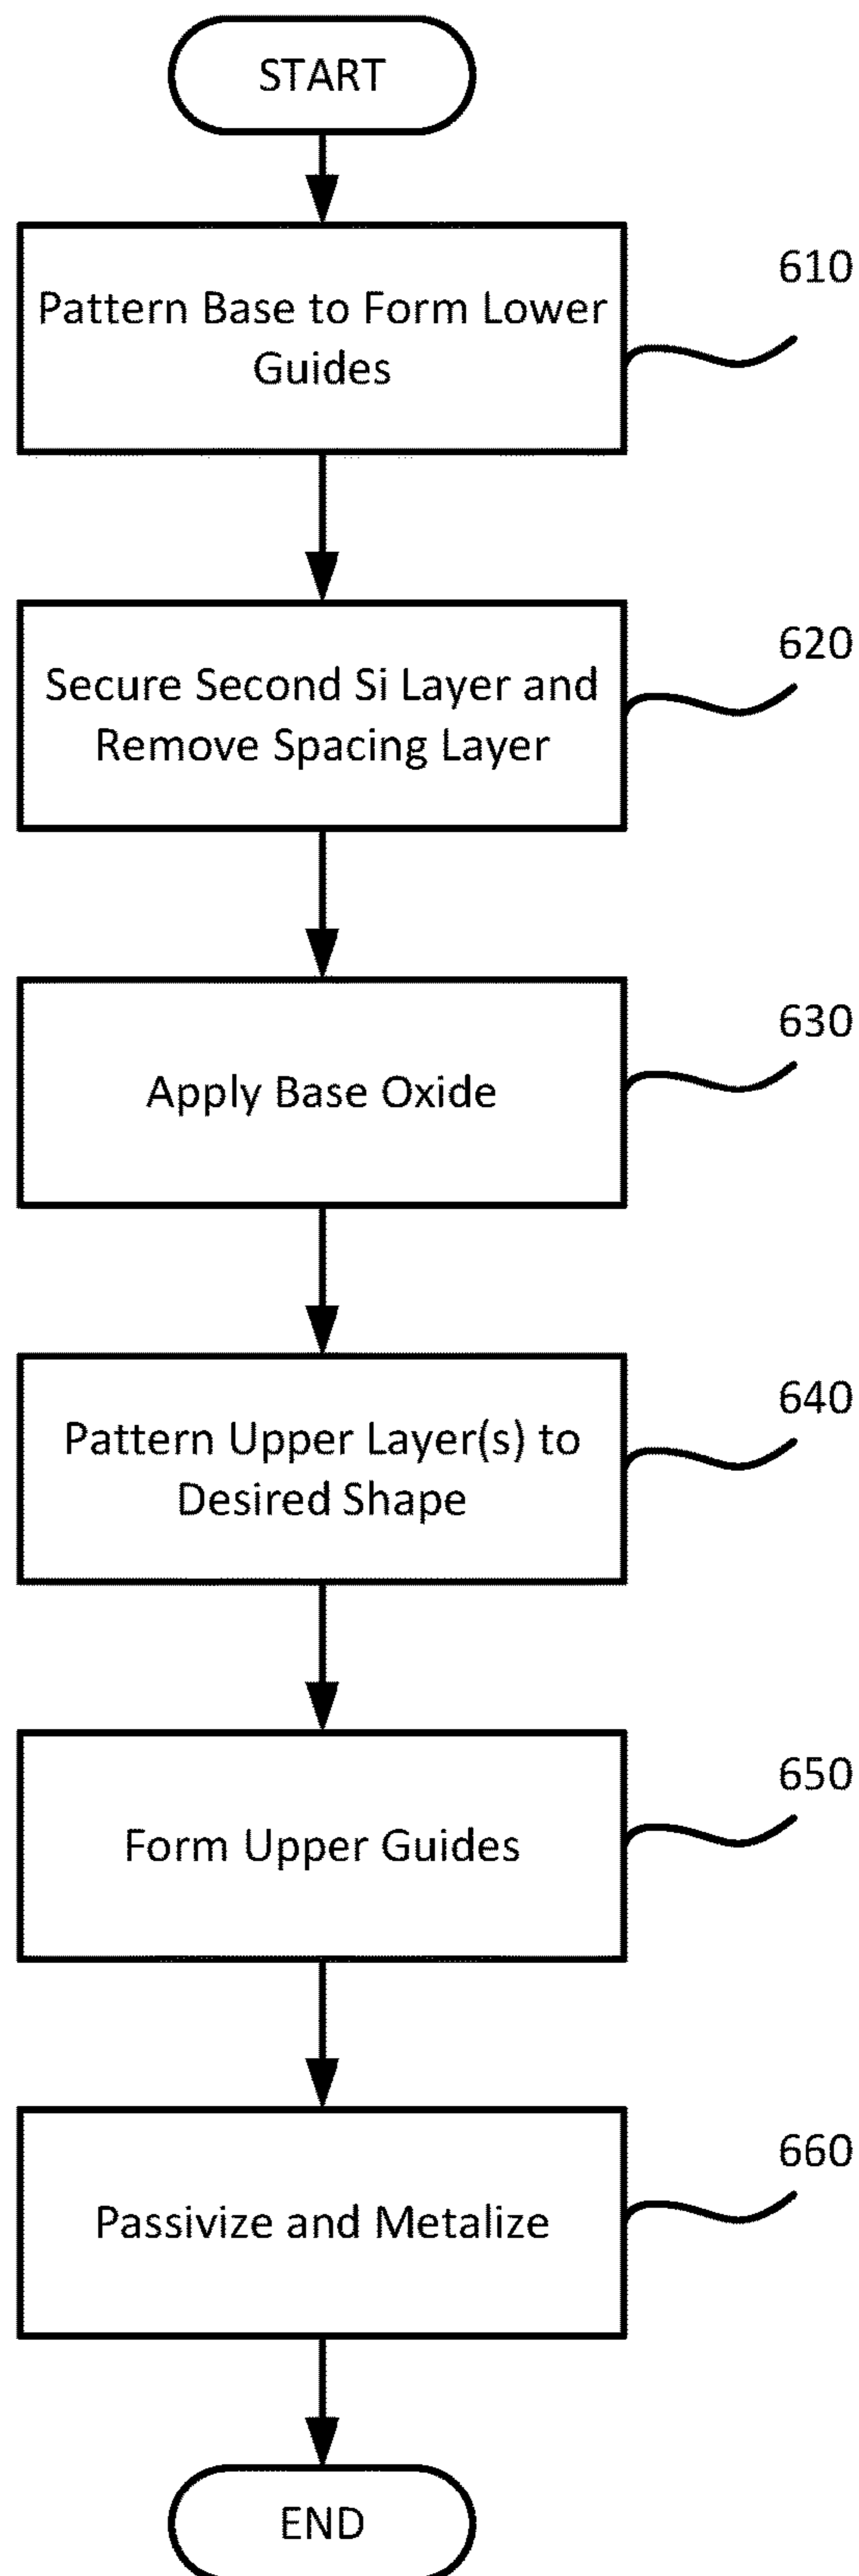 START
Pattern Base to Form Lower
Guides
610
Secure Second Si Layer and
Remove Spacing Layer
620
Apply Base Oxide
630
Pattern Upper Layer(s) to
Desired Shape
640
Form Upper Guides
650
Passivize and Metalize
660
END